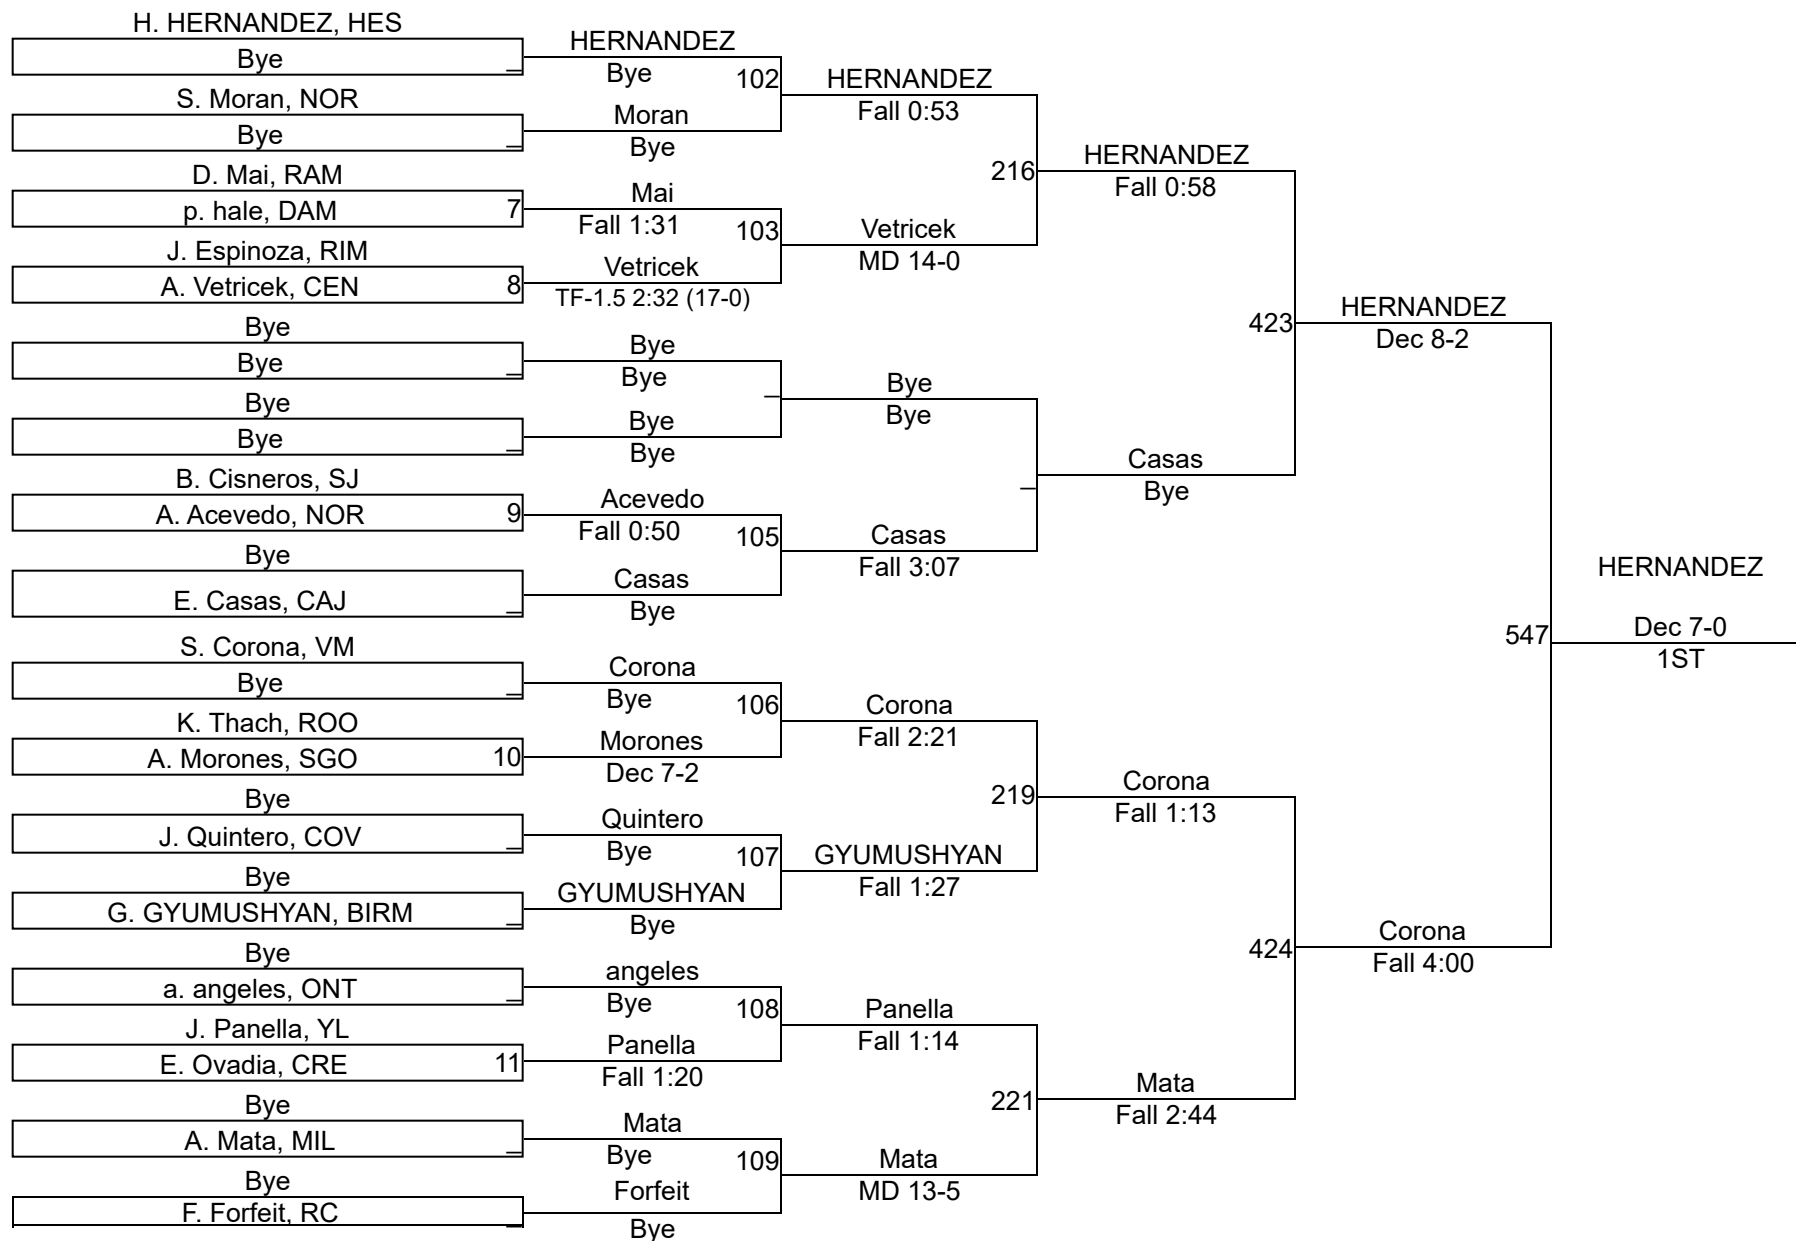 H. HERNANDEZ, HES
Bye _
S. Moran, NOR
Bye _
D. Mai, RAM
p. hale, DAM 7
J. Espinoza, RIM
A. Vetricek, CEN 8
Bye
Bye _
Bye
Bye _
B. Cisneros, SJ
A. Acevedo, NOR 9
Bye
E. Casas, CAJ _
S. Corona, VM
Bye _
K. Thach, ROO
A. Morones, SGO 10
Bye
J. Quintero, COV _
Bye
G. GYUMUSHYAN, BIRM _
Bye
a. angeles, ONT _
J. Panella, YL
E. Ovadia, CRE 11
Bye
A. Mata, MIL _
Bye
F. Forfeit, RC _
HERNANDEZ
Bye 102
Moran
Bye
Mai
Fall 1:31 103
Vetricek
TF-1.5 2:32 (17-0)
Bye
Bye _
Bye
Bye
Acevedo
Fall 0:50 105
Casas
Bye
Corona
Bye 106
Morones
Dec 7-2
Quintero
Bye 107
GYUMUSHYAN
Bye
angeles
Bye 108
Panella
Fall 1:20
Mata
Bye 109
Forfeit
Bye
HERNANDEZ
Fall 0:53
216
Vetricek
MD 14-0
Bye
Bye
_
Casas
Fall 3:07
Corona
Fall 2:21
219
GYUMUSHYAN
Fall 1:27
Panella
Fall 1:14
221
Mata
MD 13-5
HERNANDEZ
Fall 0:58
423
Casas
Bye
Corona
Fall 1:13
424
Mata
Fall 2:44
HERNANDEZ
Dec 8-2
547
Corona
Fall 4:00
HERNANDEZ
Dec 7-0
1ST